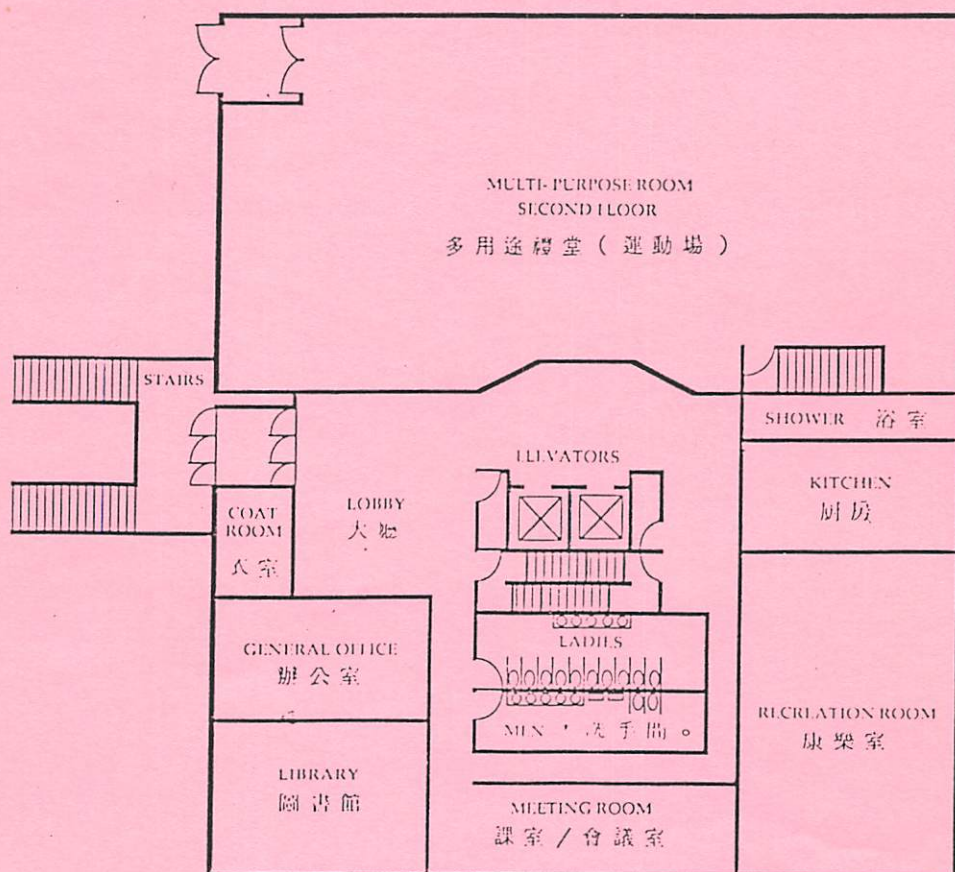 MULTI-PURPOSE ROOM
SECOND FLOOR
多用途禮堂（運動場）
STAIRS
SHOWER 浴室
ELEVATORS
KITCHEN
厨房
COAT
ROOM
衣室
LOBBY
大廳
GENERAL OFFICE
辦公室
LADIES
MEN，洗手間。
RECREATION ROOM
康樂室
LIBRARY
圖書館
MEETING ROOM
課室／會議室